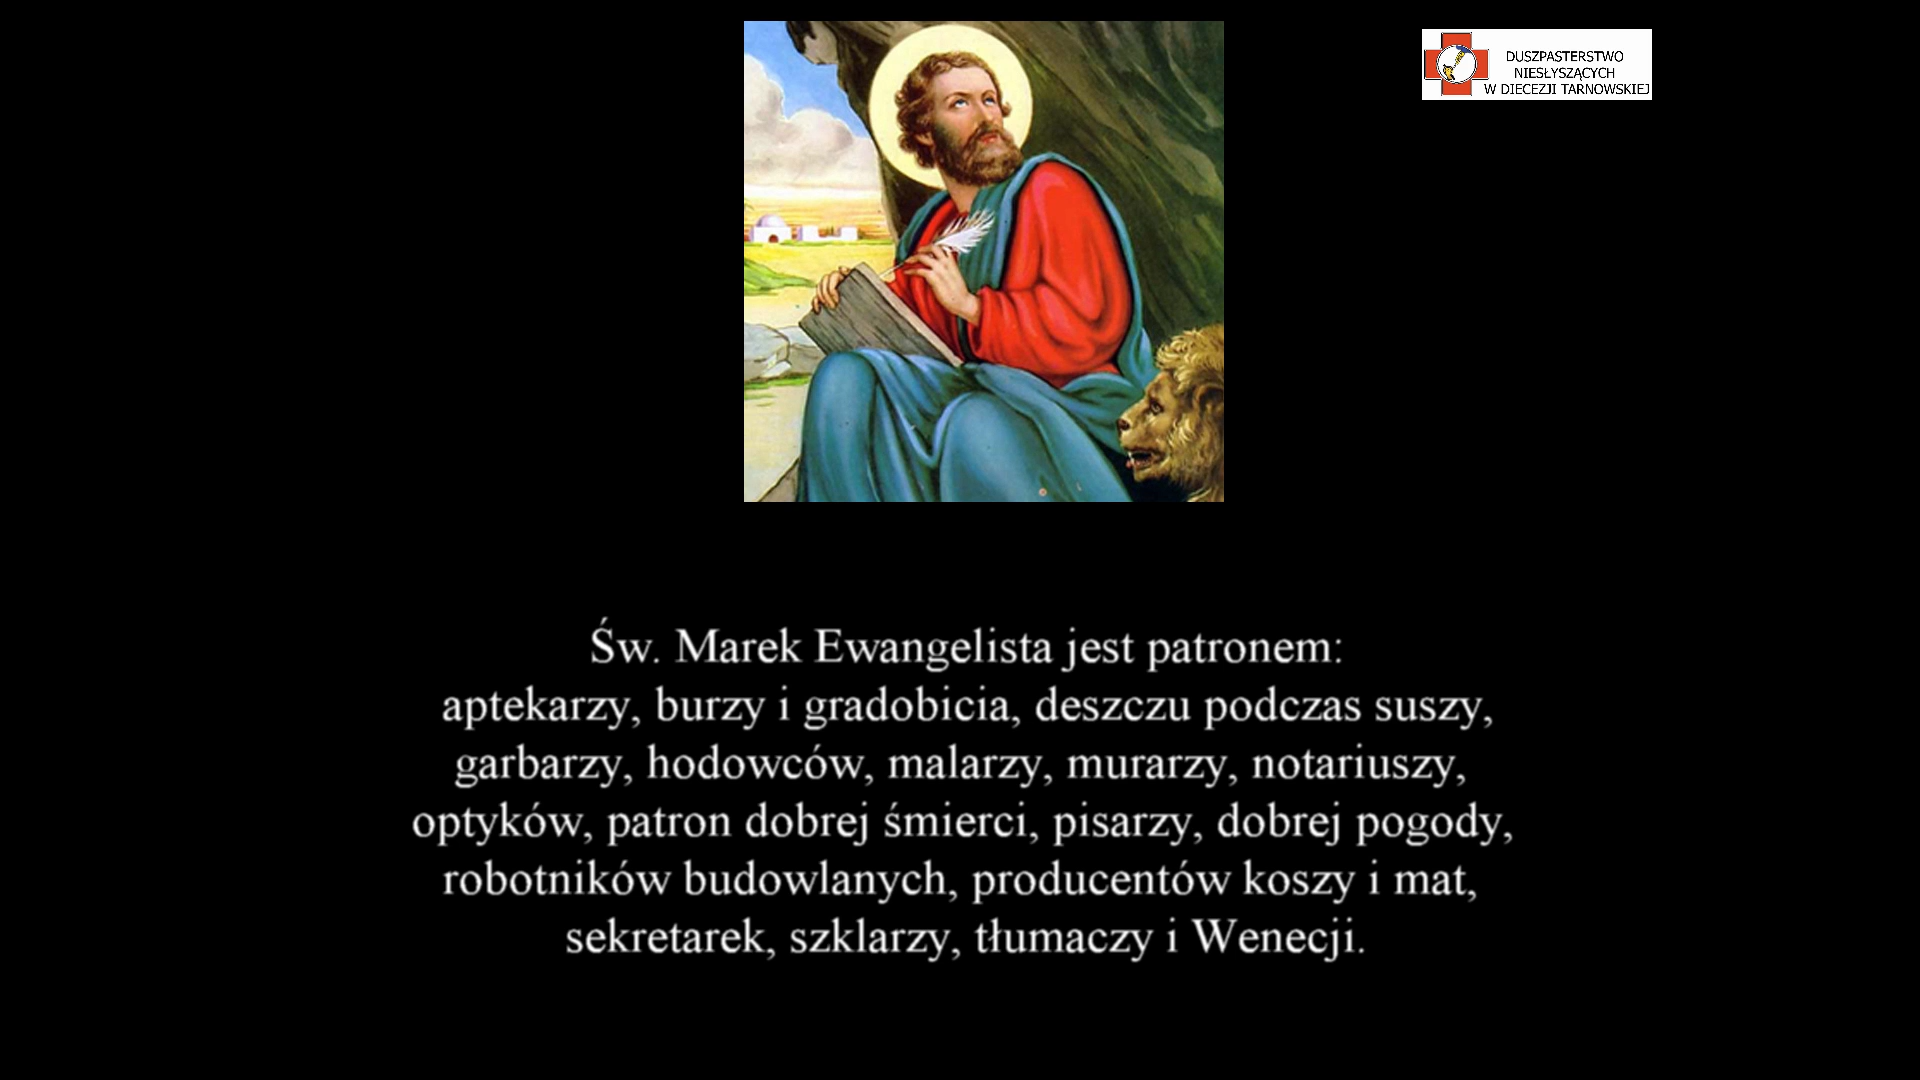 DUSZPASTERSTWO
NIESŁYSZĄCYCH
W DIECEZJI TARNOWSKIEJ
Św. Marek Ewangelista jest patronem:
aptekarzy, burzy i gradobicia, deszczu podczas suszy,
garbarzy, hodowców, malarzy, murarzy, notariuszy,
optyków, patron dobrej śmierci, pisarzy, dobrej pogody,
robotników budowlanych, producentów koszy i mat,
sekretarek, szklarzy, tłumaczy i Wenecji.